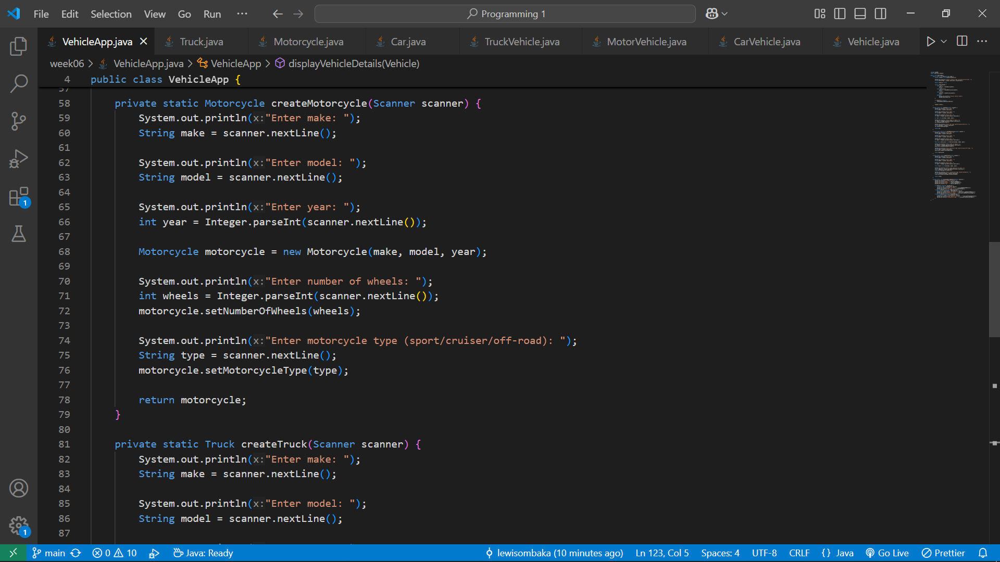 File Edit Selection View Go Run ··· Programming 1
VehicleApp.java Truck.java Motorcycle.java Car.java TruckVehicle.java MotorVehicle.java CarVehicle.java Vehicle.java
week06 > VehicleApp.java > VehicleApp > displayVehicleDetails(Vehicle)
4 public class VehicleApp {
57
58 private static Motorcycle createMotorcycle(Scanner scanner) {
59 System.out.println(x:"Enter make: ");
60 String make = scanner.nextLine();
61
62 System.out.println(x:"Enter model: ");
63 String model = scanner.nextLine();
64
65 System.out.println(x:"Enter year: ");
66 int year = Integer.parseInt(scanner.nextLine());
67
68 Motorcycle motorcycle = new Motorcycle(make, model, year);
69
70 System.out.println(x:"Enter number of wheels: ");
71 int wheels = Integer.parseInt(scanner.nextLine());
72 motorcycle.setNumberOfWheels(wheels);
73
74 System.out.println(x:"Enter motorcycle type (sport/cruiser/off-road): ");
75 String type = scanner.nextLine();
76 motorcycle.setMotorcycleType(type);
77
78 return motorcycle;
79 }
80
81 private static Truck createTruck(Scanner scanner) {
82 System.out.println(x:"Enter make: ");
83 String make = scanner.nextLine();
84
85 System.out.println(x:"Enter model: ");
86 String model = scanner.nextLine();
87
1
1
main 0 10 Java: Ready lewisombaka (10 minutes ago) Ln 123, Col 5 Spaces: 4 UTF-8 CRLF {} Java Go Live Prettier